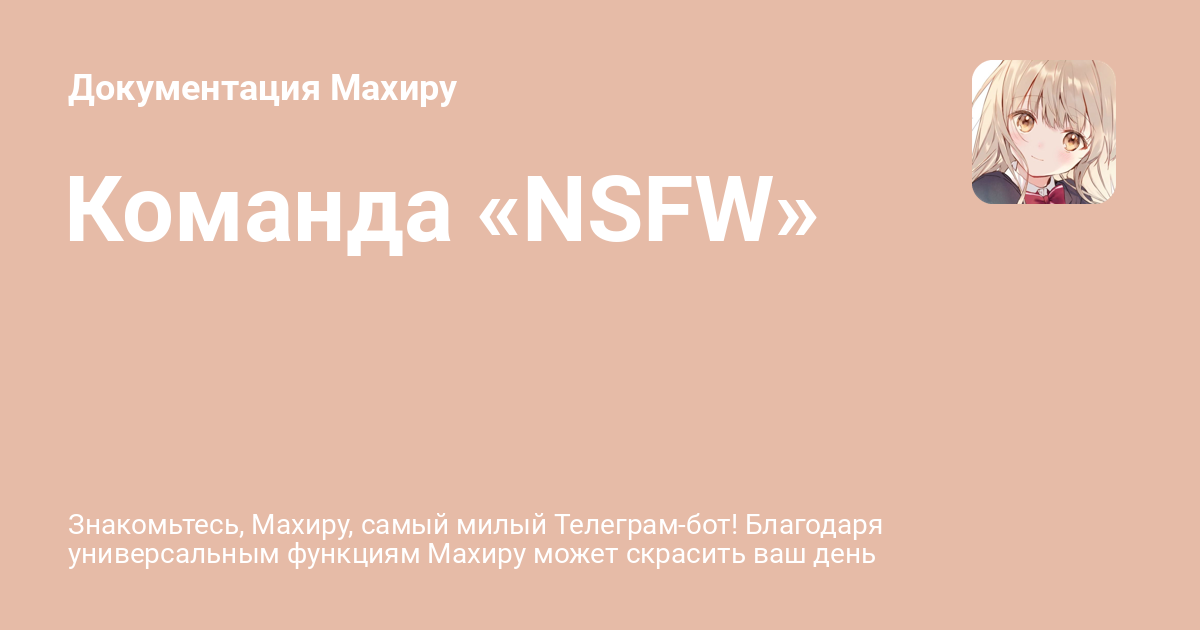 Документация Махиру
Команда «NSFW»
Знакомьтесь, Махиру, самый милый Телеграм-бот! Благодаря
универсальным функциям Махиру может скрасить ваш день